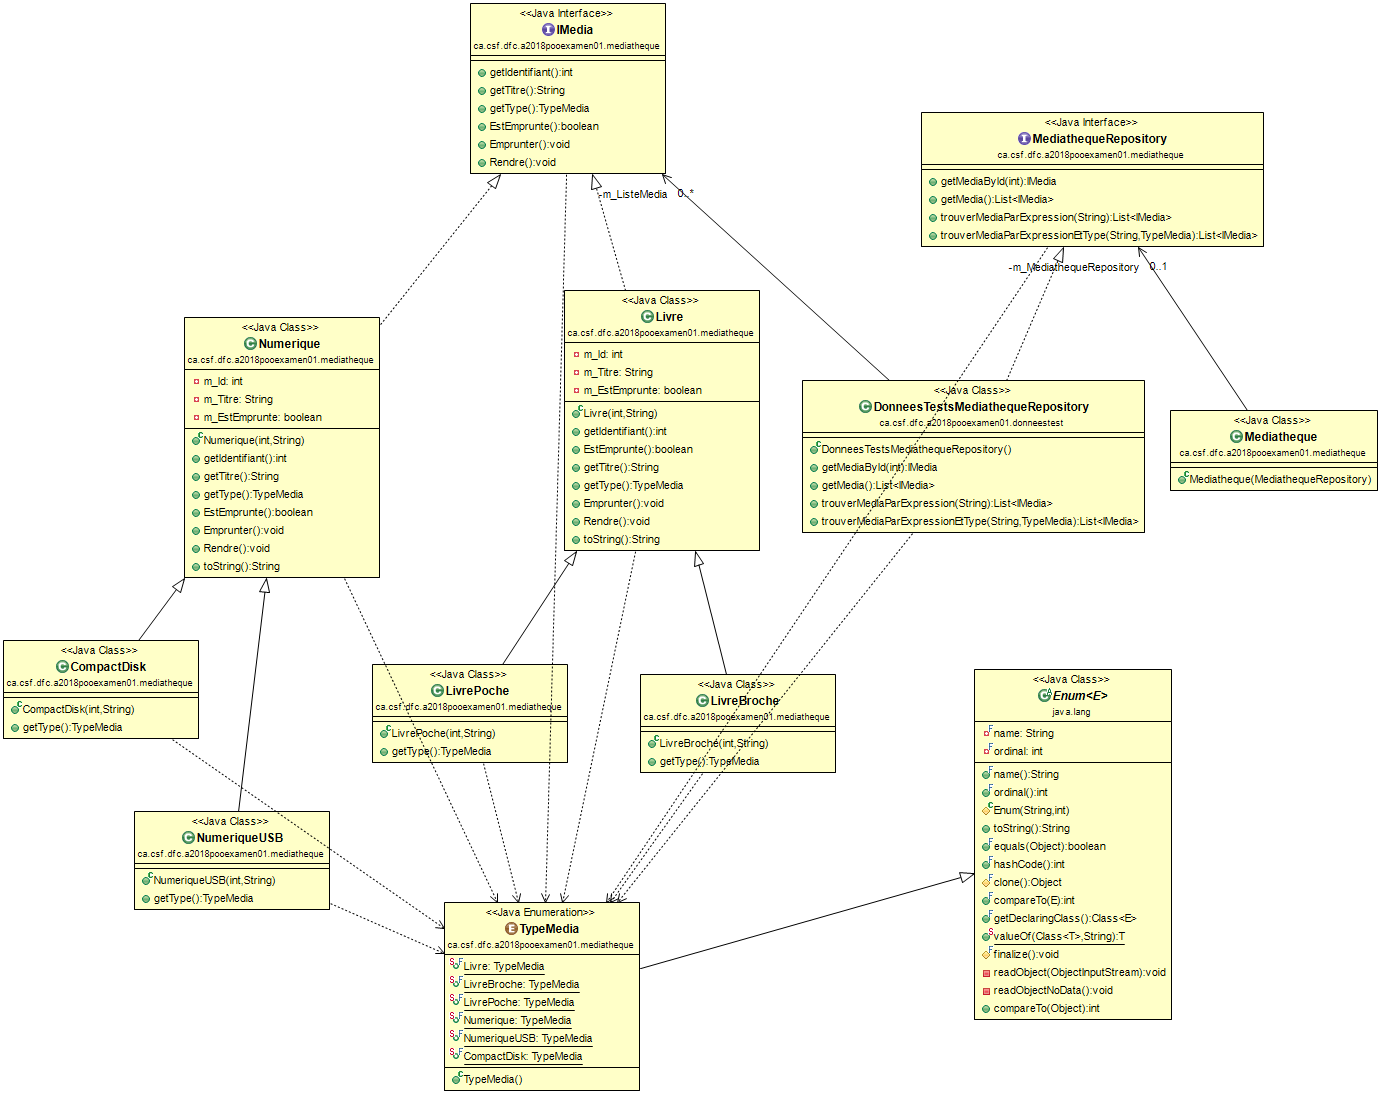 <<Java Interface>>
IMedia
ca.csf.dfc.a2018pooexamen01.mediatheque
getIdentifiant():int
getTitre():String
getType():TypeMedia
EstEmprunte():boolean
Emprunter():void
Rendre():void
<<Java Interface>>
MediathequeRepository
ca.csf.dfc.a2018pooexamen01.mediatheque
getMediaById(int):IMedia
getMedia():List<IMedia>
trouverMediaParExpression(String):List<IMedia>
trouverMediaParExpressionEtType(String,TypeMedia):List<IMedia>
-m_ListeMedia 0..*
-m_MediathequeRepository 0..1
<<Java Class>>
Numerique
ca.csf.dfc.a2018pooexamen01.mediatheque
m_Id: int
m_Titre: String
m_EstEmprunte: boolean
Numerique(int,String)
getIdentifiant():int
getTitre():String
getType():TypeMedia
EstEmprunte():boolean
Emprunter():void
Rendre():void
toString():String
<<Java Class>>
Livre
ca.csf.dfc.a2018pooexamen01.mediatheque
m_Id: int
m_Titre: String
m_EstEmprunte: boolean
Livre(int,String)
getIdentifiant():int
EstEmprunte():boolean
getTitre():String
getType():TypeMedia
Emprunter():void
Rendre():void
toString():String
<<Java Class>>
DonneesTestsMediathequeRepository
ca.csf.dfc.a2018pooexamen01.donneestest
DonneesTestsMediathequeRepository()
getMediaById(int):IMedia
getMedia():List<IMedia>
trouverMediaParExpression(String):List<IMedia>
trouverMediaParExpressionEtType(String,TypeMedia):List<IMedia>
<<Java Class>>
Mediatheque
ca.csf.dfc.a2018pooexamen01.mediatheque
Mediatheque(MediathequeRepository)
<<Java Class>>
CompactDisk
ca.csf.dfc.a2018pooexamen01.mediatheque
CompactDisk(int,String)
getType():TypeMedia
<<Java Class>>
LivrePoche
ca.csf.dfc.a2018pooexamen01.mediatheque
LivrePoche(int,String)
getType():TypeMedia
<<Java Class>>
LivreBroche
ca.csf.dfc.a2018pooexamen01.mediatheque
LivreBroche(int,String)
getType():TypeMedia
<<Java Class>>
Enum<E>
java.lang
name: String
ordinal: int
name():String
ordinal():int
Enum(String,int)
toString():String
equals(Object):boolean
hashCode():int
clone():Object
compareTo(E):int
getDeclaringClass():Class<E>
valueOf(Class<T>,String):T
finalize():void
readObject(ObjectInputStream):void
readObjectNoData():void
compareTo(Object):int
<<Java Class>>
NumeriqueUSB
ca.csf.dfc.a2018pooexamen01.mediatheque
NumeriqueUSB(int,String)
getType():TypeMedia
<<Java Enumeration>>
TypeMedia
ca.csf.dfc.a2018pooexamen01.mediatheque
Livre: TypeMedia
LivreBroche: TypeMedia
LivrePoche: TypeMedia
Numerique: TypeMedia
NumeriqueUSB: TypeMedia
CompactDisk: TypeMedia
TypeMedia()